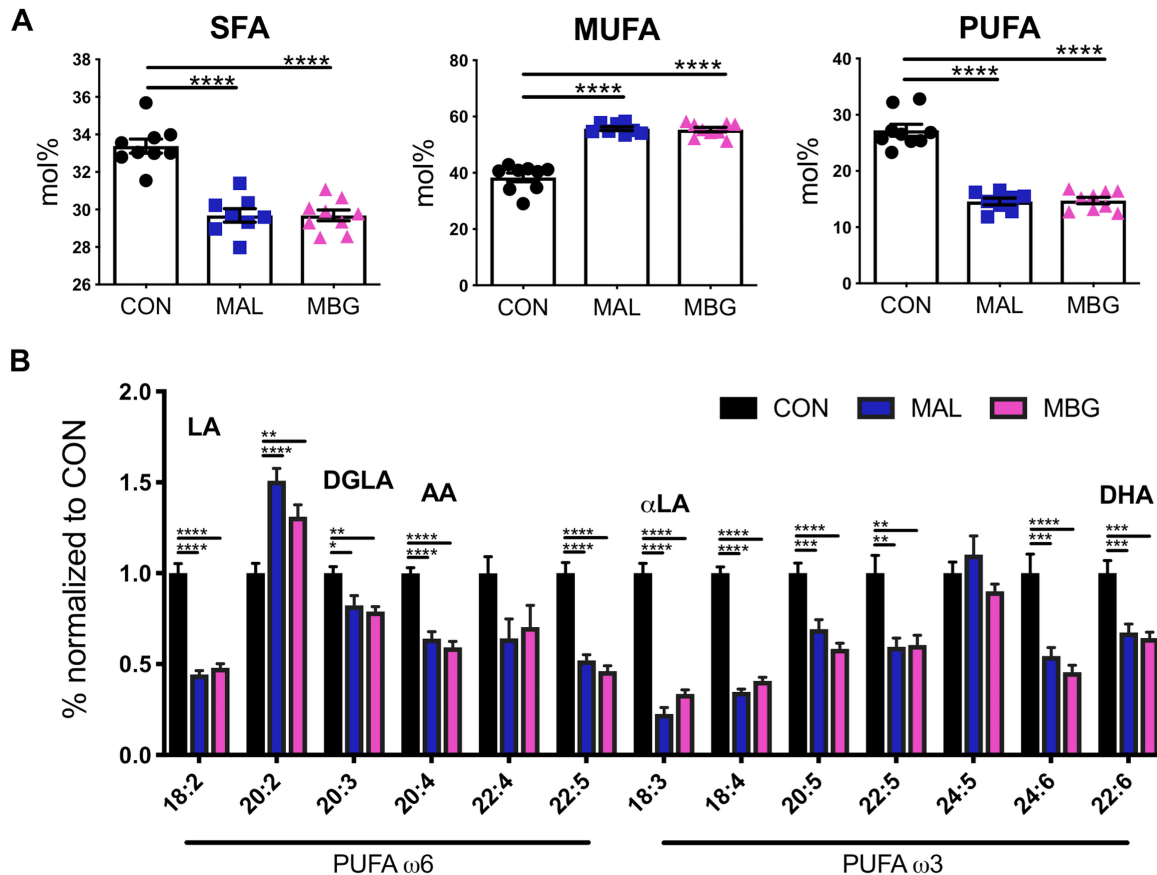 A
SFA
MUFA
PUFA
mol%
38
36
34
32
30
28
26
****
****
CON
MAL
MBG
mol%
80
60
40
20
0
****
****
CON
MAL
MBG
mol%
40
30
20
10
0
****
****
CON
MAL
MBG
B
% normalized to CON
2.0
1.5
1.0
0.5
0.0
CON
MAL
MBG
LA
DGLA
AA
αLA
DHA
****
****
**
****
**
*
****
****
****
****
****
****
****
****
****
***
**
**
****
***
***
***
18:2
20:2
20:3
20:4
22:4
22:5
18:3
18:4
20:5
22:5
24:5
24:6
22:6
PUFA ω6
PUFA ω3